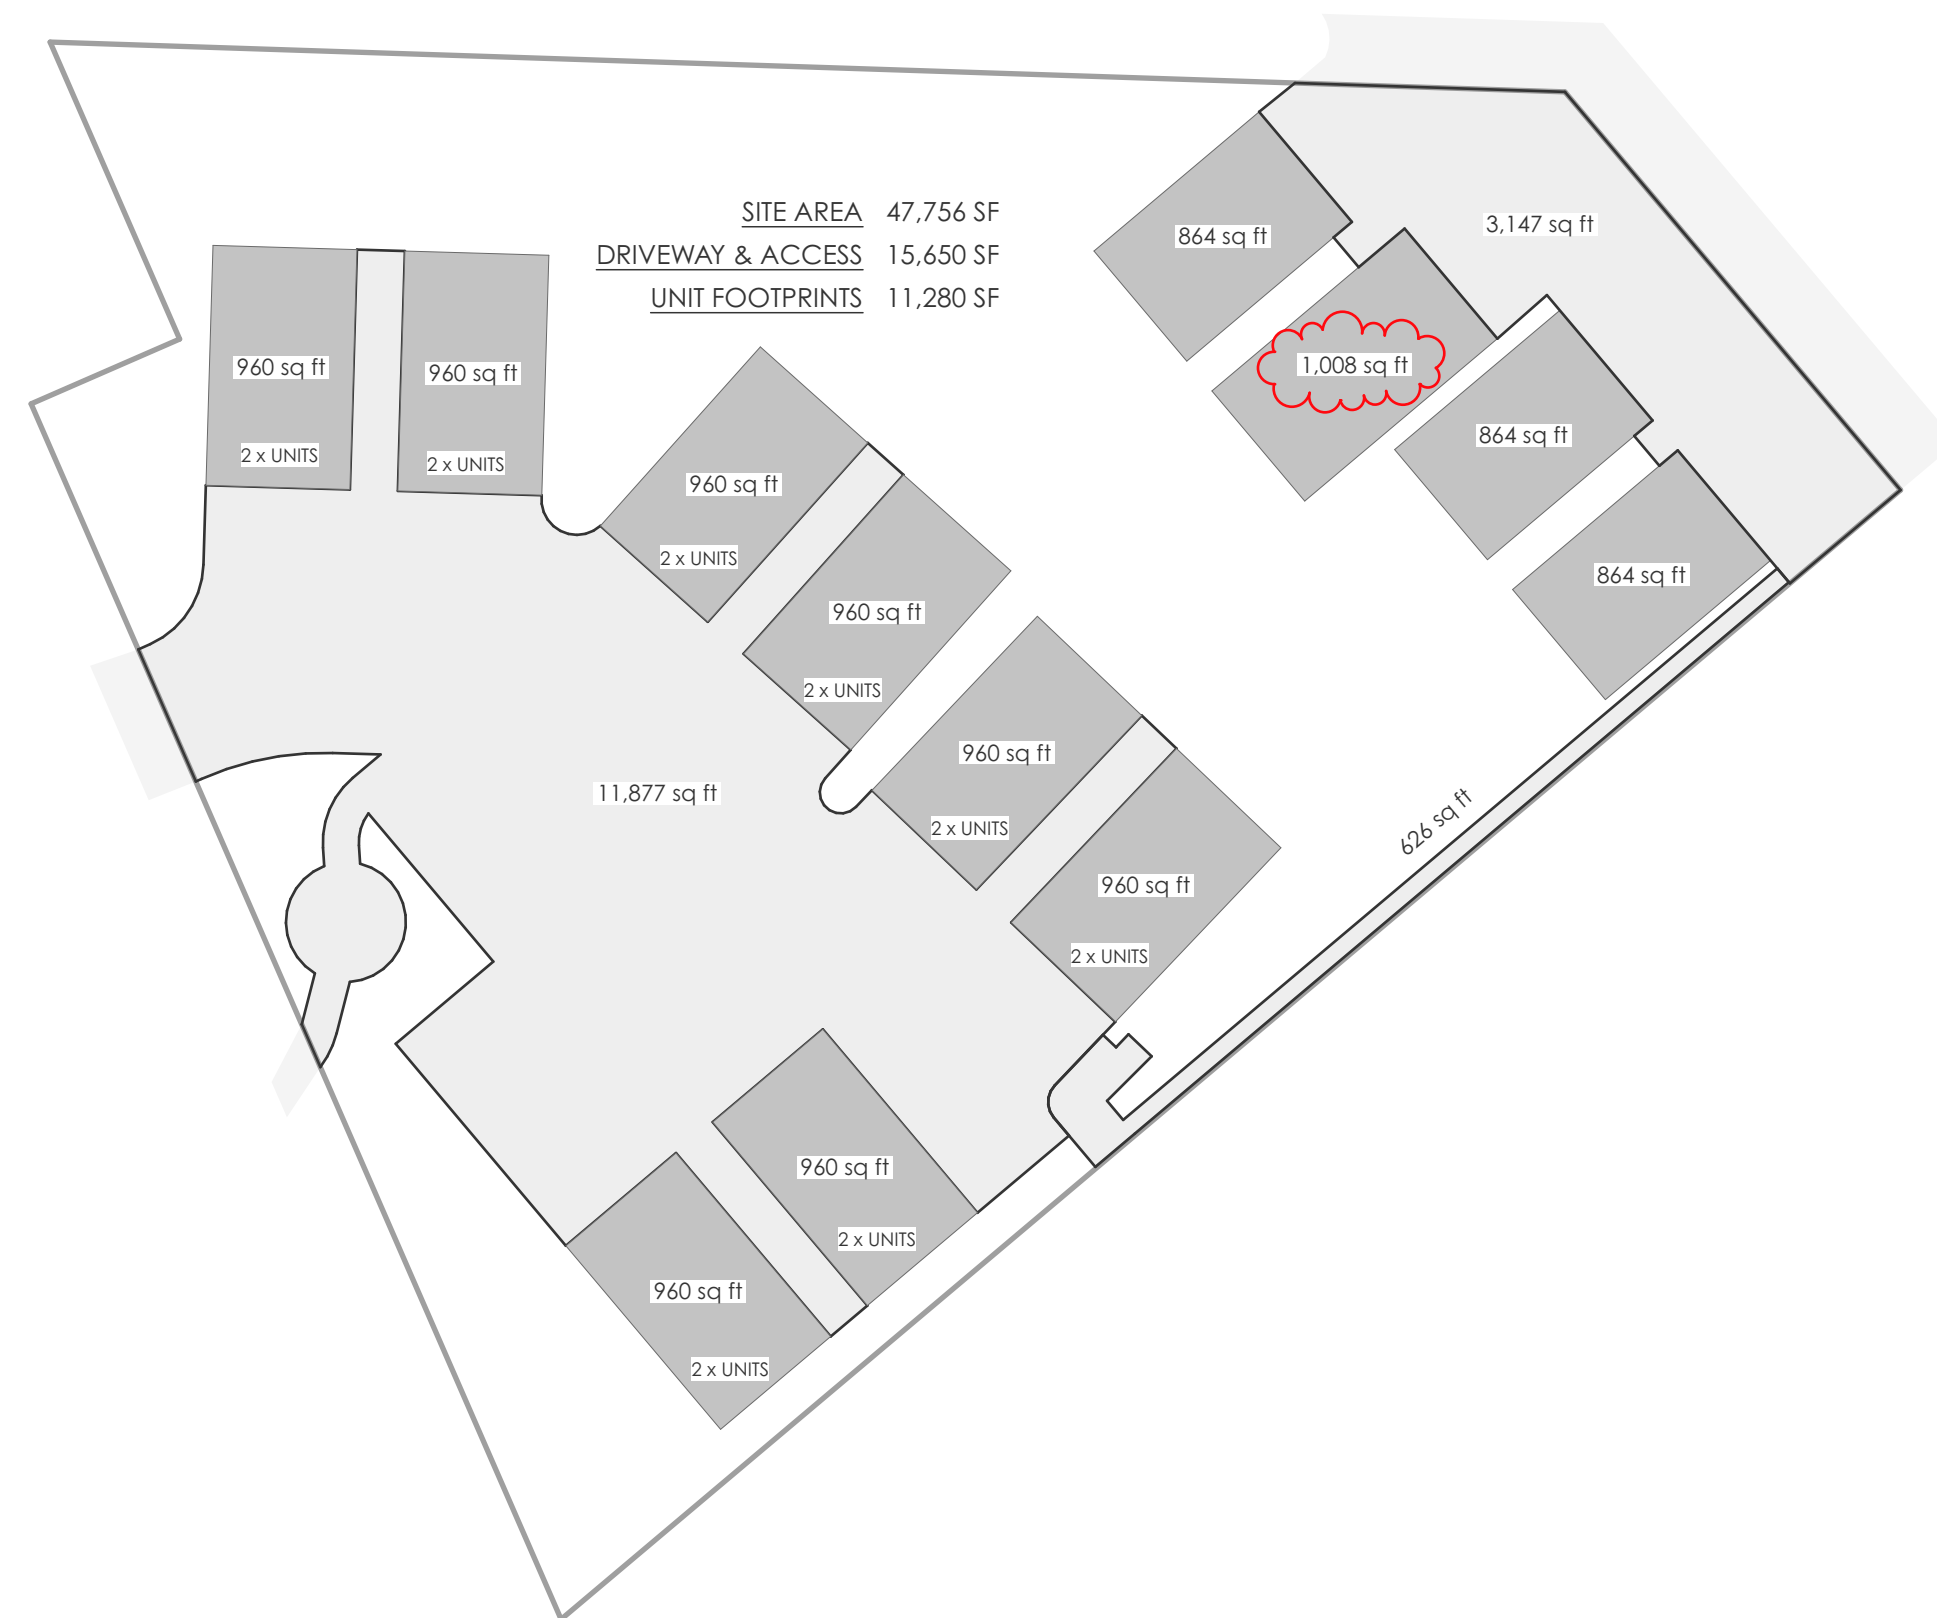 SITE AREA 47,756 SF
DRIVEWAY & ACCESS 15,650 SF
UNIT FOOTPRINTS 11,280 SF
864 sq ft
3,147 sq ft
1,008 sq ft
864 sq ft
864 sq ft
960 sq ft
2 x UNITS
960 sq ft
2 x UNITS
960 sq ft
2 x UNITS
960 sq ft
2 x UNITS
960 sq ft
2 x UNITS
960 sq ft
2 x UNITS
11,877 sq ft
626 sq ft
960 sq ft
2 x UNITS
960 sq ft
2 x UNITS